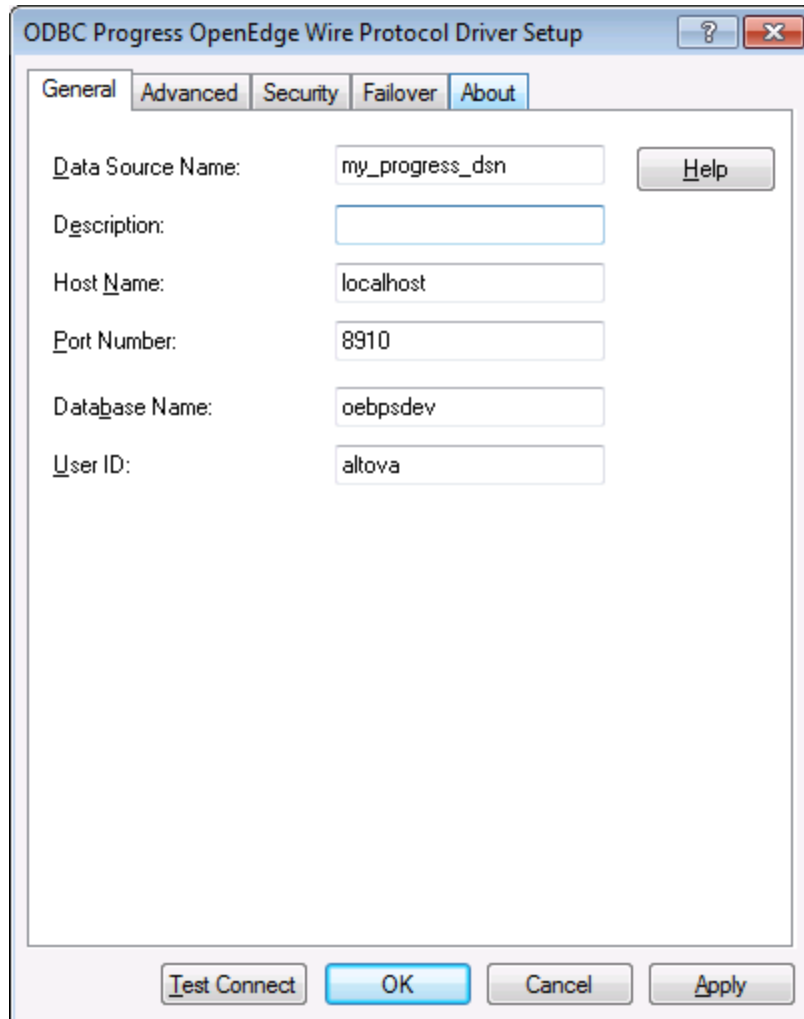 ODBC Progress OpenEdge Wire Protocol Driver Setup
General Advanced Security Failover About
Data Source Name: my_progress_dsn Help
Description:
Host Name: localhost
Port Number: 8910
Database Name: oebpsdev
User ID: altova
Test Connect OK Cancel Apply